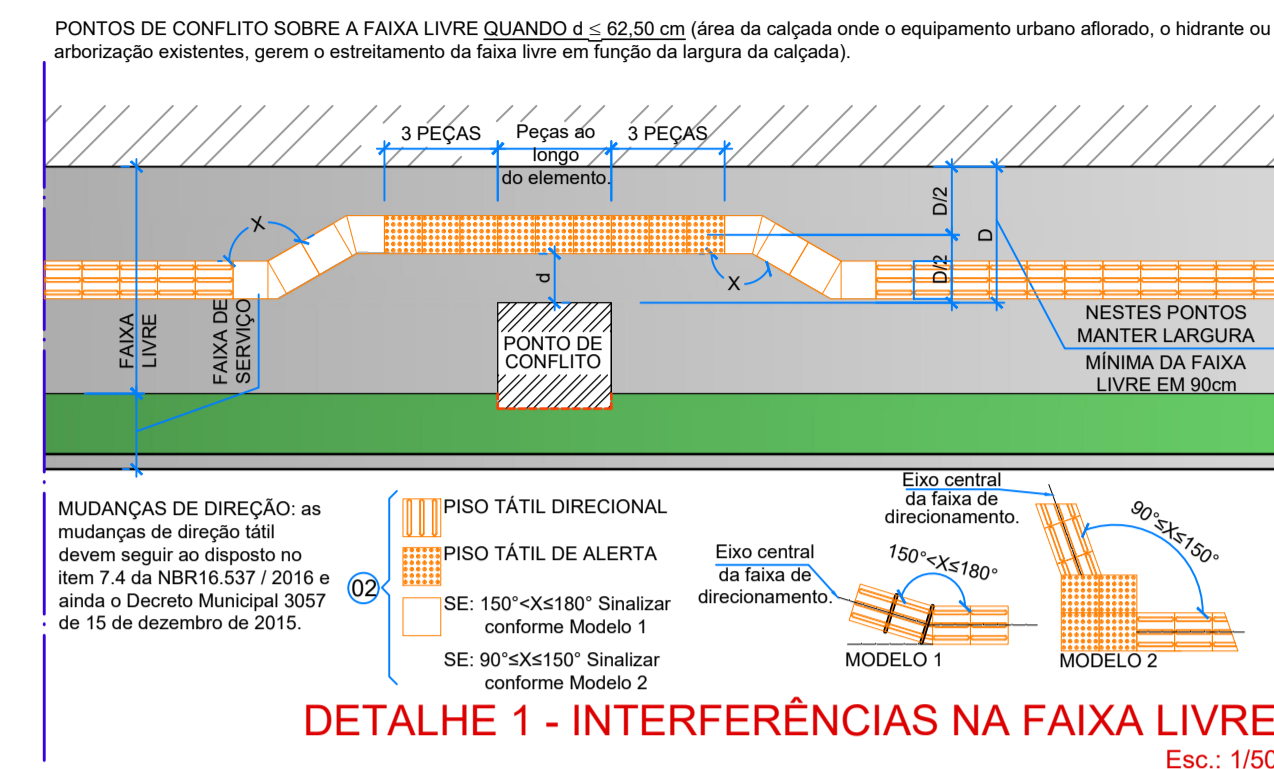 PONTOS DE CONFLITO SOBRE A FAIXA LIVRE QUANDO d ≤ 62,50 cm (área da calçada onde o equipamento urbano aflorado, o hidrante ou
arborização existentes, gerem o estreitamento da faixa livre em função da largura da calçada).
3 PEÇAS
Peças ao
longo
do elemento.
3 PEÇAS
X
d
X
D/2
D/2
D
FAIXA
LIVRE
FAIXA DE
SERVIÇO
PONTO DE
CONFLITO
NESTES PONTOS
MANTER LARGURA
MÍNIMA DA FAIXA
LIVRE EM 90cm
MUDANÇAS DE DIREÇÃO: as
mudanças de direção tátil
devem seguir ao disposto no
item 7.4 da NBR16.537 / 2016 e
ainda o Decreto Municipal 3057
de 15 de dezembro de 2015.
02
PISO TÁTIL DIRECIONAL
PISO TÁTIL DE ALERTA
SE: 150°<X≤180° Sinalizar
conforme Modelo 1
SE: 90°≤X≤150° Sinalizar
conforme Modelo 2
Eixo central
da faixa de
direcionamento.
150°<X≤180°
MODELO 1
Eixo central
da faixa de
direcionamento.
90°≤X≤150°
MODELO 2
DETALHE 1 - INTERFERÊNCIAS NA FAIXA LIVRE
Esc.: 1/50